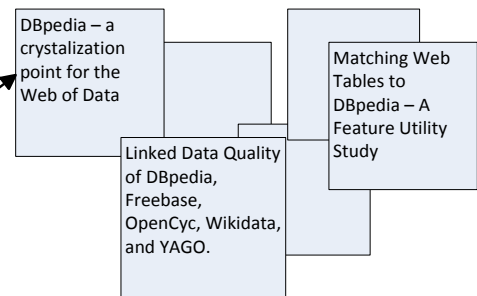 DBpedia – a
crystalization
point for the
Web of Data
Matching Web
Tables to
DBpedia – A
Feature Utility
Study
Linked Data Quality
of DBpedia,
Freebase,
OpenCyc, Wikidata,
and YAGO.